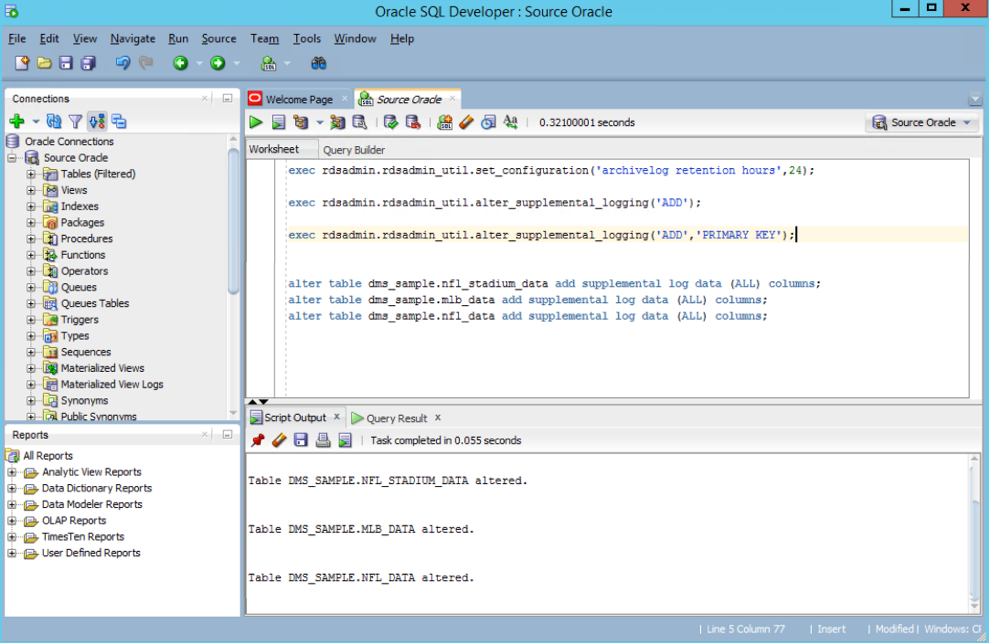 Oracle SQL Developer : Source Oracle
File Edit View Navigate Run Source Team Tools Window Help
Connections
Oracle Connections
Source Oracle
Tables (Filtered)
Views
Indexes
Packages
Procedures
Functions
Operators
Queues
Queues Tables
Triggers
Types
Sequences
Materialized Views
Materialized View Logs
Synonyms
Public Synonyms
Reports
All Reports
Analytic View Reports
Data Dictionary Reports
Data Modeler Reports
OLAP Reports
TimesTen Reports
User Defined Reports
Welcome Page Source Oracle
0.32100001 seconds Source Oracle
Worksheet Query Builder
exec rdsadmin.rdsadmin_util.set_configuration('archivelog retention hours',24);
exec rdsadmin.rdsadmin_util.alter_supplemental_logging('ADD');
exec rdsadmin.rdsadmin_util.alter_supplemental_logging('ADD','PRIMARY KEY');
alter table dms_sample.nfl_stadium_data add supplemental log data (ALL) columns;
alter table dms_sample.mlb_data add supplemental log data (ALL) columns;
alter table dms_sample.nfl_data add supplemental log data (ALL) columns;
Script Output Query Result
Task completed in 0.055 seconds
Table DMS_SAMPLE.NFL_STADIUM_DATA altered.
Table DMS_SAMPLE.MLB_DATA altered.
Table DMS_SAMPLE.NFL_DATA altered.
Line 5 Column 77 Insert Modified Windows: